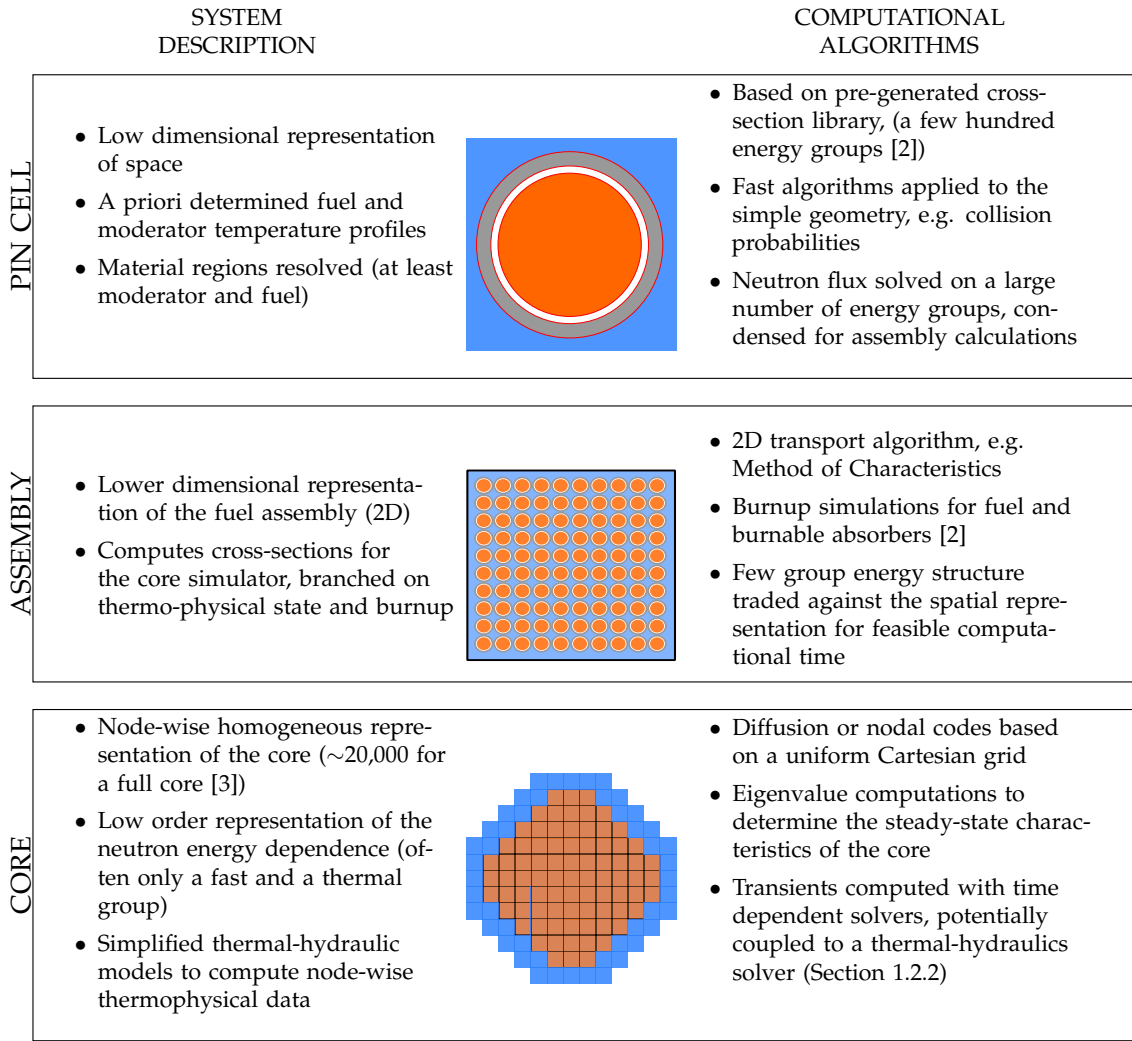 SYSTEM
DESCRIPTION
COMPUTATIONAL
ALGORITHMS
PIN CELL
• Low dimensional representation
of space
• A priori determined fuel and
moderator temperature profiles
• Material regions resolved (at least
moderator and fuel)
• Based on pre-generated cross-
section library, (a few hundred
energy groups [2])
• Fast algorithms applied to the
simple geometry, e.g. collision
probabilities
• Neutron flux solved on a large
number of energy groups, con-
densed for assembly calculations
ASSEMBLY
• Lower dimensional representa-
tion of the fuel assembly (2D)
• Computes cross-sections for
the core simulator, branched on
thermo-physical state and burnup
• 2D transport algorithm, e.g.
Method of Characteristics
• Burnup simulations for fuel and
burnable absorbers [2]
• Few group energy structure
traded against the spatial repre-
sentation for feasible computa-
tional time
CORE
• Node-wise homogeneous repre-
sentation of the core (∼20,000 for
a full core [3])
• Low order representation of the
neutron energy dependence (of-
ten only a fast and a thermal
group)
• Simplified thermal-hydraulic
models to compute node-wise
thermophysical data
• Diffusion or nodal codes based
on a uniform Cartesian grid
• Eigenvalue computations to
determine the steady-state charac-
teristics of the core
• Transients computed with time
dependent solvers, potentially
coupled to a thermal-hydraulics
solver (Section 1.2.2)